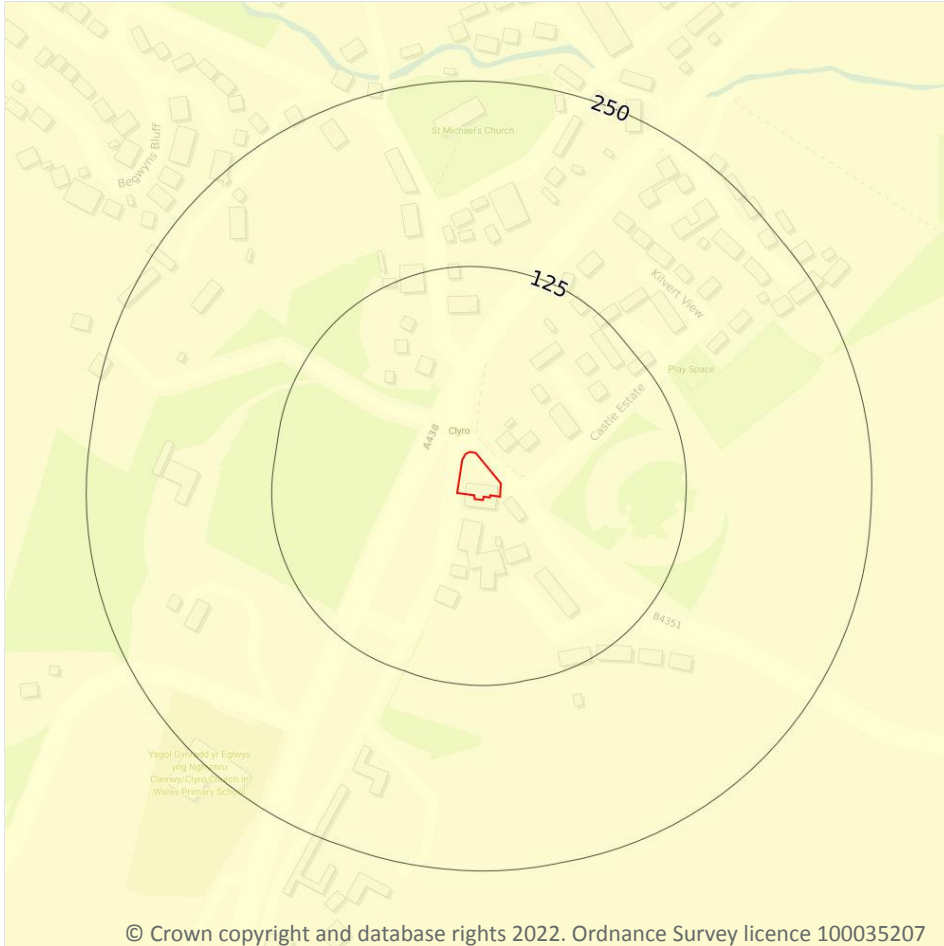 250
St Michael's Church
Begwyns Bluff
125
Kilvert View
Play Space
Castle Estate
A438
Clyro
B4351
Ysgol Gynradd yr Eglwys
yng Nghymru
Cleirwy/Clyro Church in
Wales Primary School
© Crown copyright and database rights 2022. Ordnance Survey licence 100035207